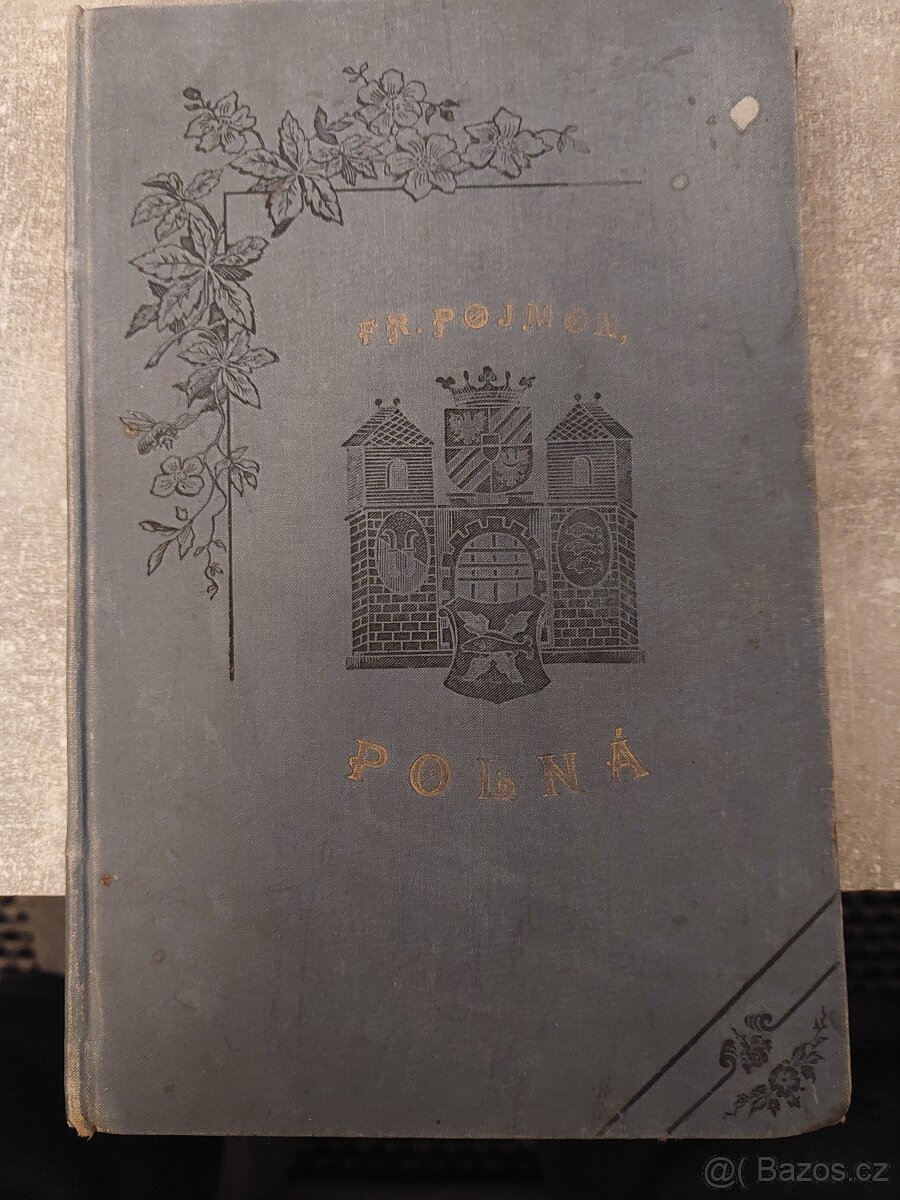 FR. POJMON,
POLNÁ
@( Bazos.cz